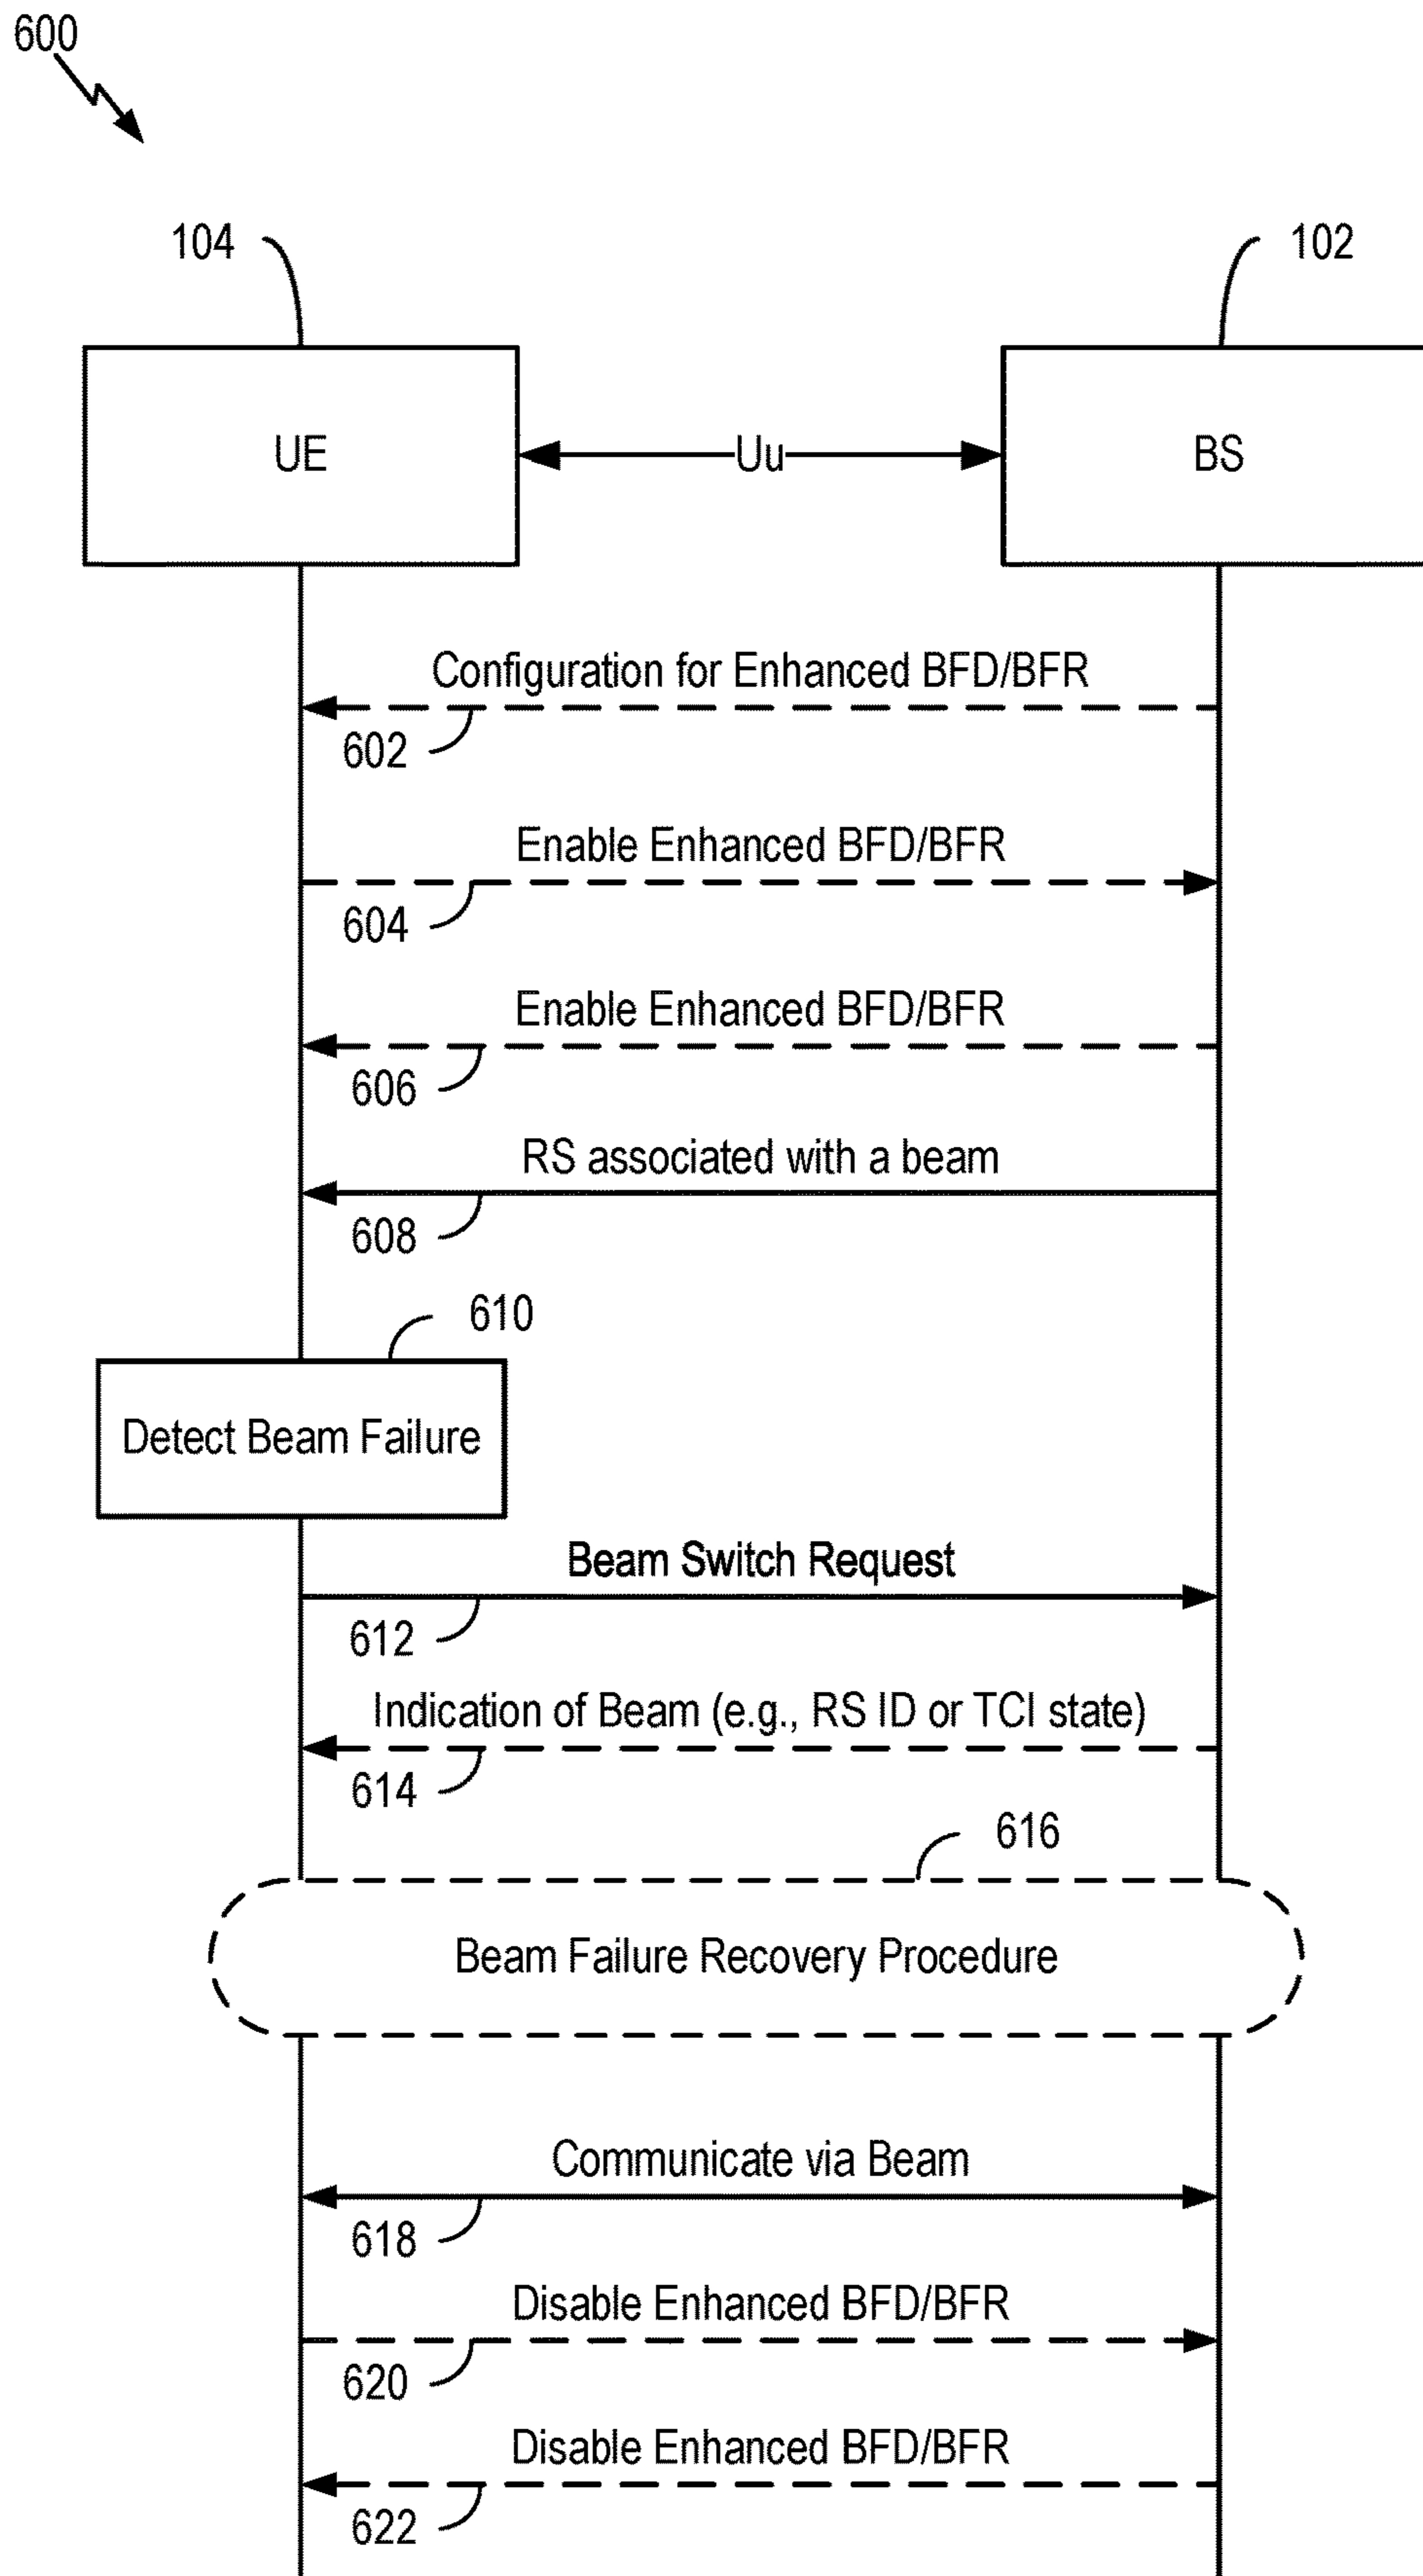 600
104
102
UE
Uu
BS
Configuration for Enhanced BFD/BFR
602
Enable Enhanced BFD/BFR
604
Enable Enhanced BFD/BFR
606
RS associated with a beam
608
610
Detect Beam Failure
Beam Switch Request
612
Indication of Beam (e.g., RS ID or TCI state)
614
616
Beam Failure Recovery Procedure
Communicate via Beam
618
Disable Enhanced BFD/BFR
620
Disable Enhanced BFD/BFR
622